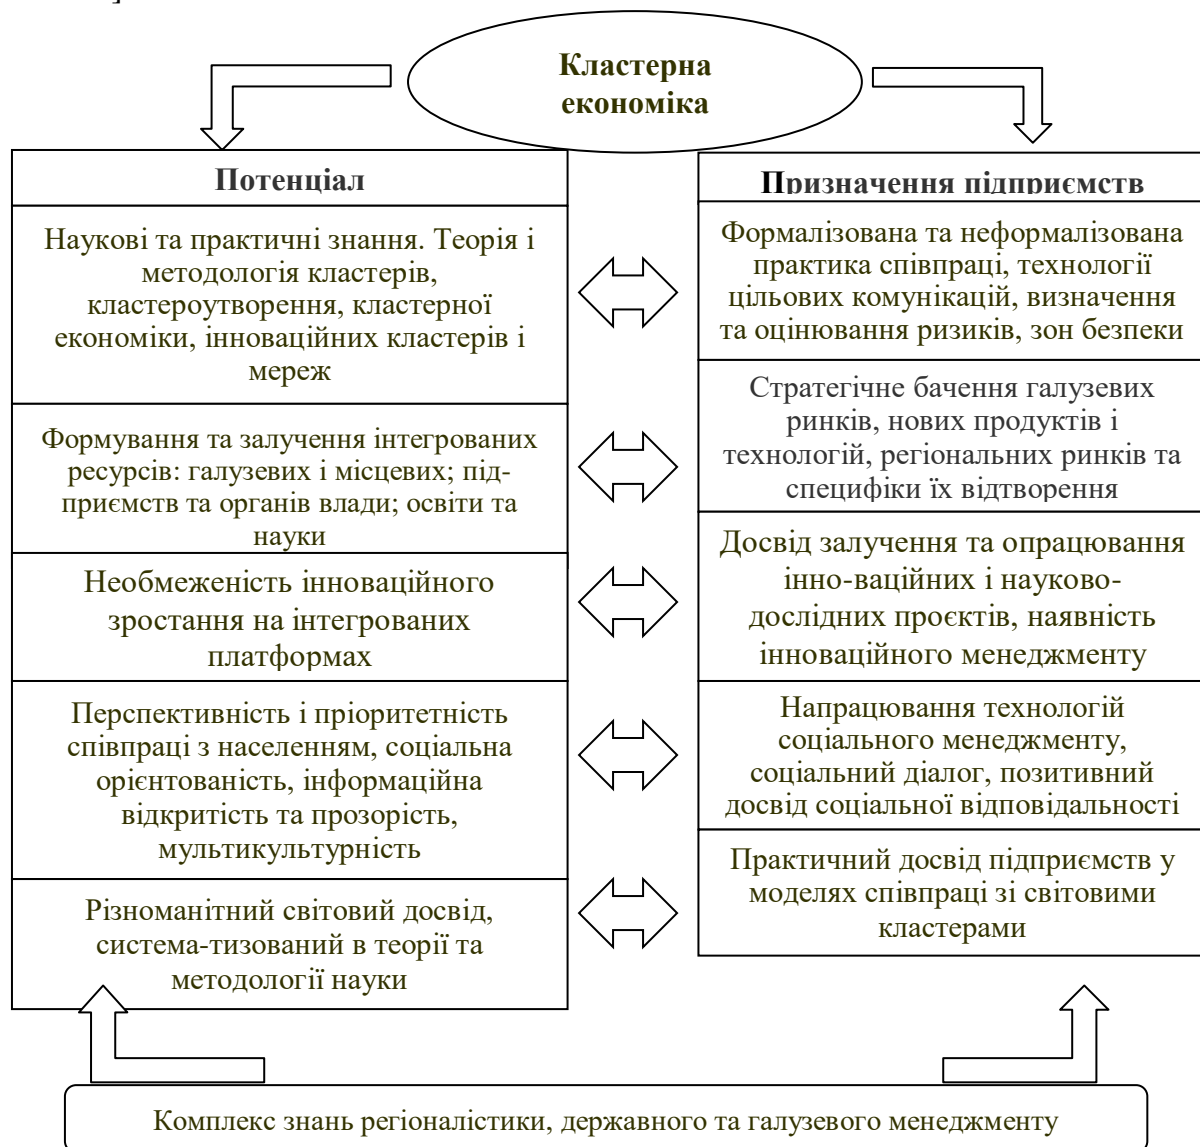 ]
Кластерна
економіка
Потенціал
Наукові та практичні знання. Теорія і
методологія кластерів,
кластероутворення, кластерної
економіки, інноваційних кластерів і
мереж
Формування та залучення інтегрованих
ресурсів: галузевих і місцевих; під-
приємств та органів влади; освіти та
науки
Необмеженість інноваційного
зростання на інтегрованих
платформах
Перспективність і пріоритетність
співпраці з населенням, соціальна
орієнтованість, інформаційна
відкритість та прозорість,
мультикультурність
Різноманітний світовий досвід,
система-тизований в теорії та
методології науки
Призначення підприємств
Формалізована та неформалізована
практика співпраці, технології
цільових комунікацій, визначення
та оцінювання ризиків, зон безпеки
Стратегічне бачення галузевих
ринків, нових продуктів і
технологій, регіональних ринків та
специфіки їх відтворення
Досвід залучення та опрацювання
інно-ваційних і науково-
дослідних проєктів, наявність
інноваційного менеджменту
Напрацювання технологій
соціального менеджменту,
соціальний діалог, позитивний
досвід соціальної відповідальності
Практичний досвід підприємств у
моделях співпраці зі світовими
кластерами
Комплекс знань регіоналістики, державного та галузевого менеджменту